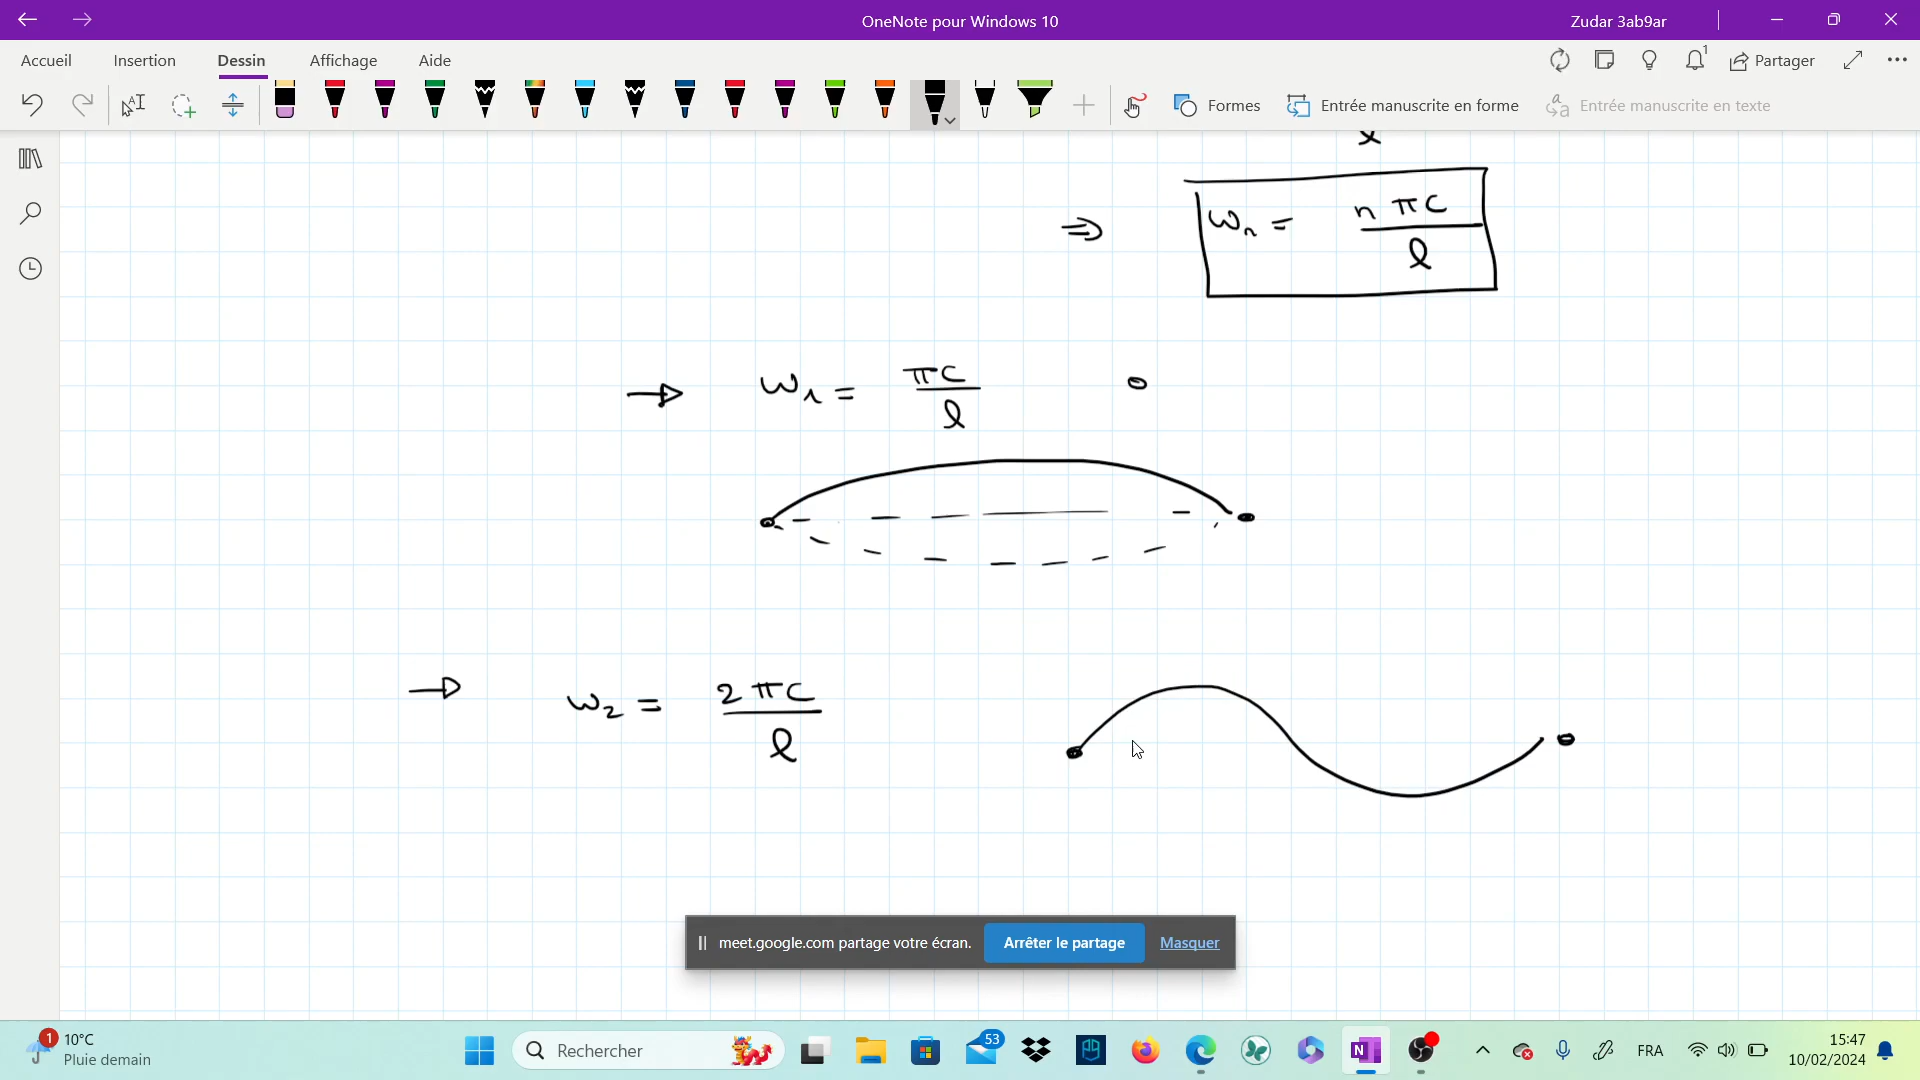 OneNote pour Windows 10
Zudar 3ab9ar
Accueil Insertion Dessin Affichage Aide
1
Partager
Formes
Entrée manuscrite en forme
Entrée manuscrite en texte
l
⇒ ωn = nπc / l
→ ω1 = πc / l
→ ω2 = 2πc / l
meet.google.com partage votre écran.
Arrêter le partage
Masquer
1
10°C
Pluie demain
Rechercher
53
FRA
15:47
10/02/2024